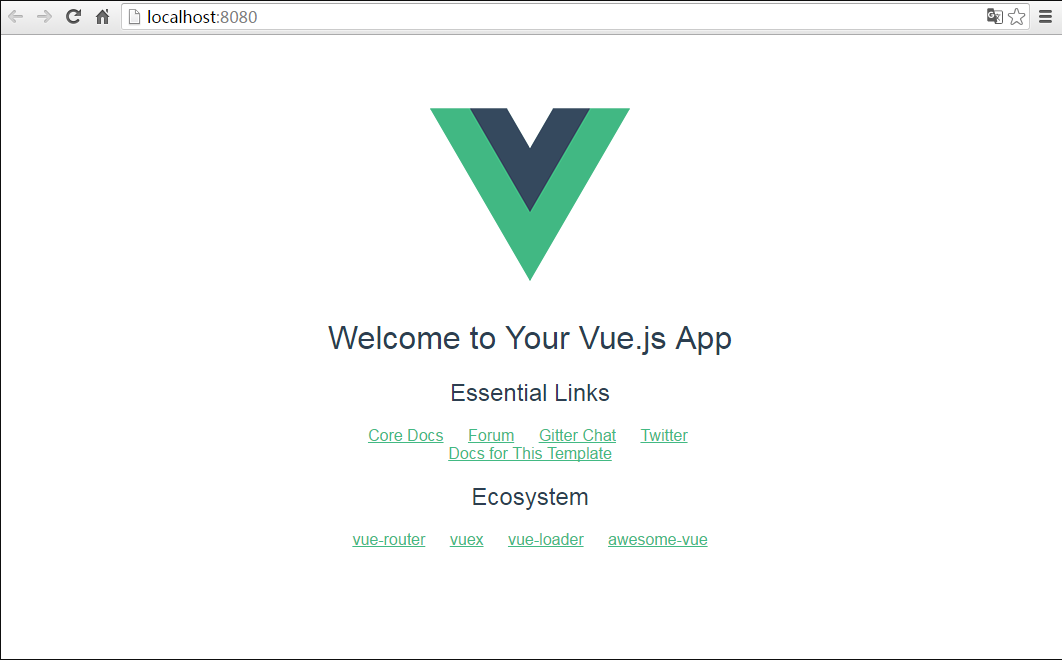 localhost:8080
Welcome to Your Vue.js App
Essential Links
Core Docs Forum Gitter Chat Twitter
Docs for This Template
Ecosystem
vue-router vuex vue-loader awesome-vue